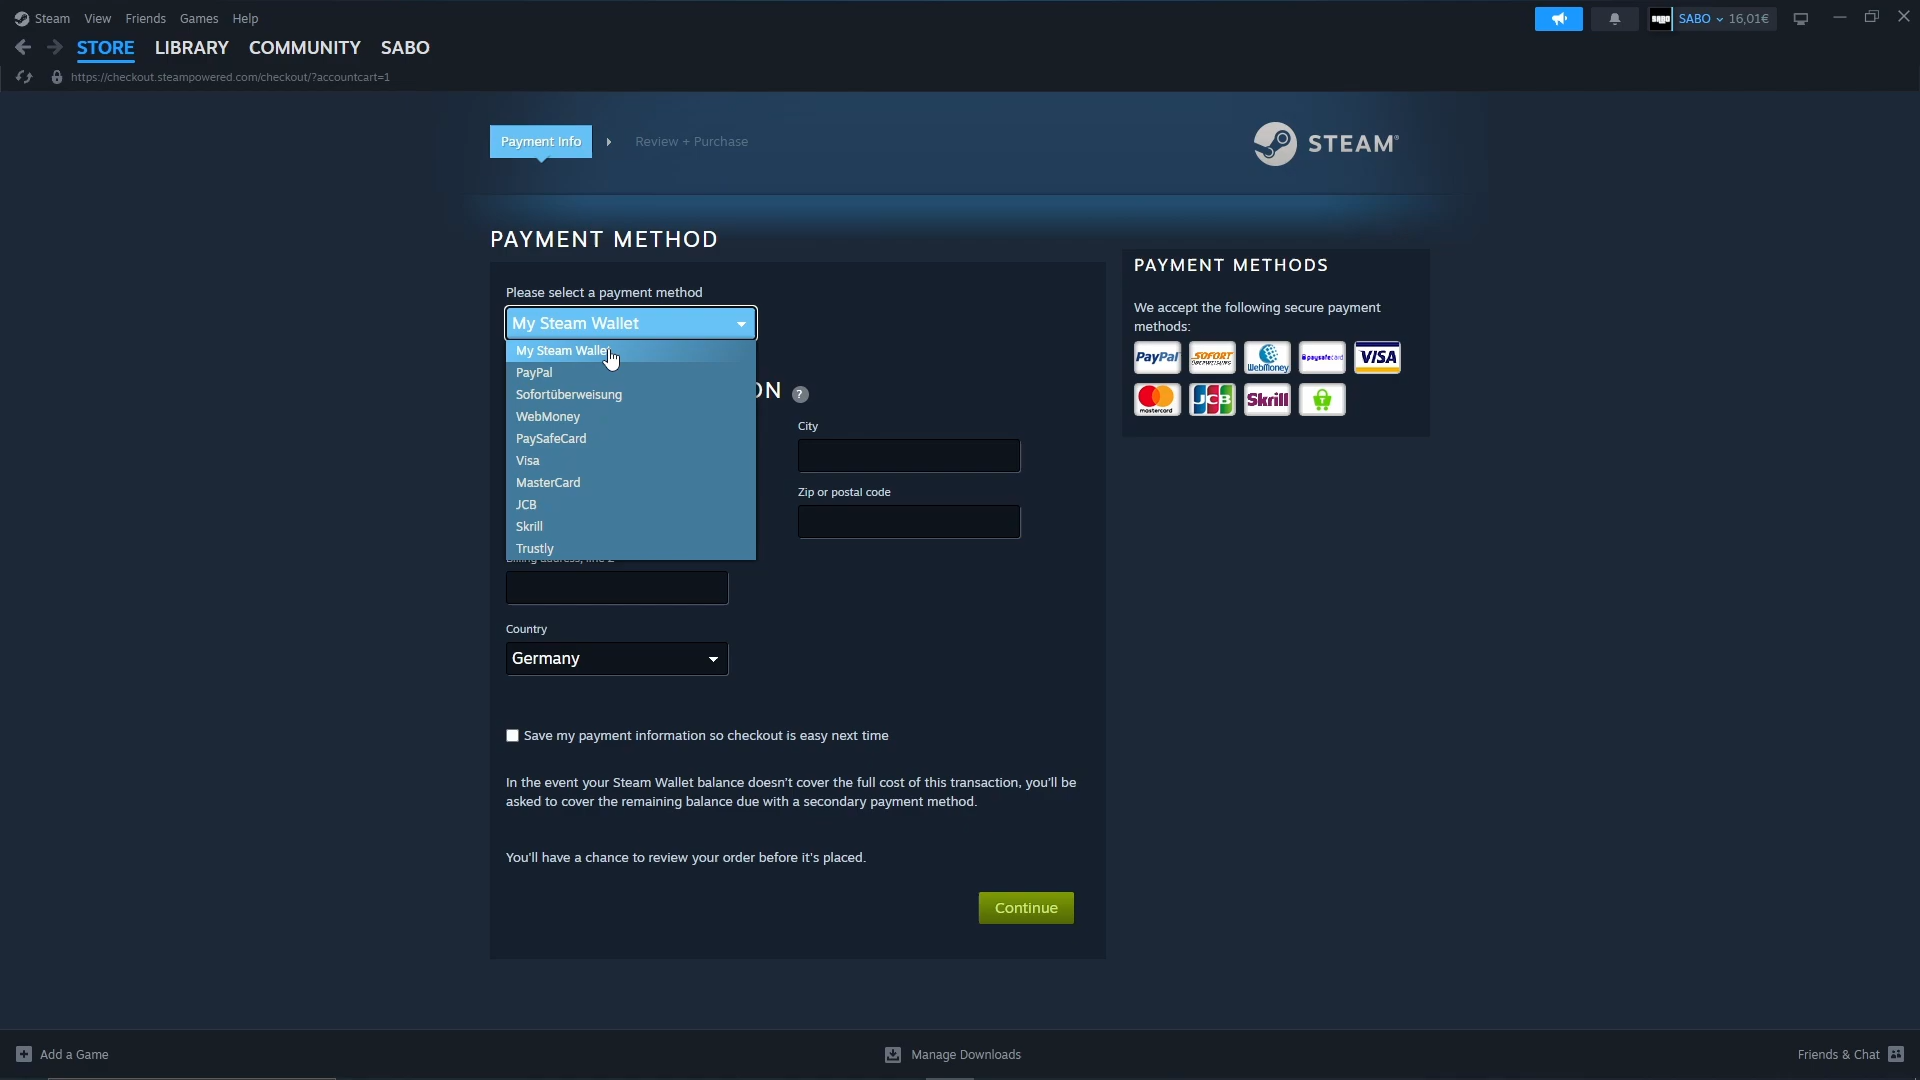 Steam View Friends Games Help
SABO 16,01€
STORE LIBRARY COMMUNITY SABO
https://checkout.steampowered.com/checkout/?accountcart=1
Payment Info Review + Purchase
STEAM®
PAYMENT METHOD
Please select a payment method
My Steam Wallet
My Steam Wallet
PayPal
Sofortüberweisung
WebMoney
PaySafeCard
Visa
MasterCard
JCB
Skrill
Trustly
ON ?
City
Zip or postal code
Country
Germany
Save my payment information so checkout is easy next time
In the event your Steam Wallet balance doesn't cover the full cost of this transaction, you'll be
asked to cover the remaining balance due with a secondary payment method.
You'll have a chance to review your order before it's placed.
Continue
PAYMENT METHODS
We accept the following secure payment
methods:
PayPal SOFORT ÜBERWEISUNG WebMoney paysafecard VISA
mastercard JCB Skrill
Add a Game Manage Downloads Friends & Chat